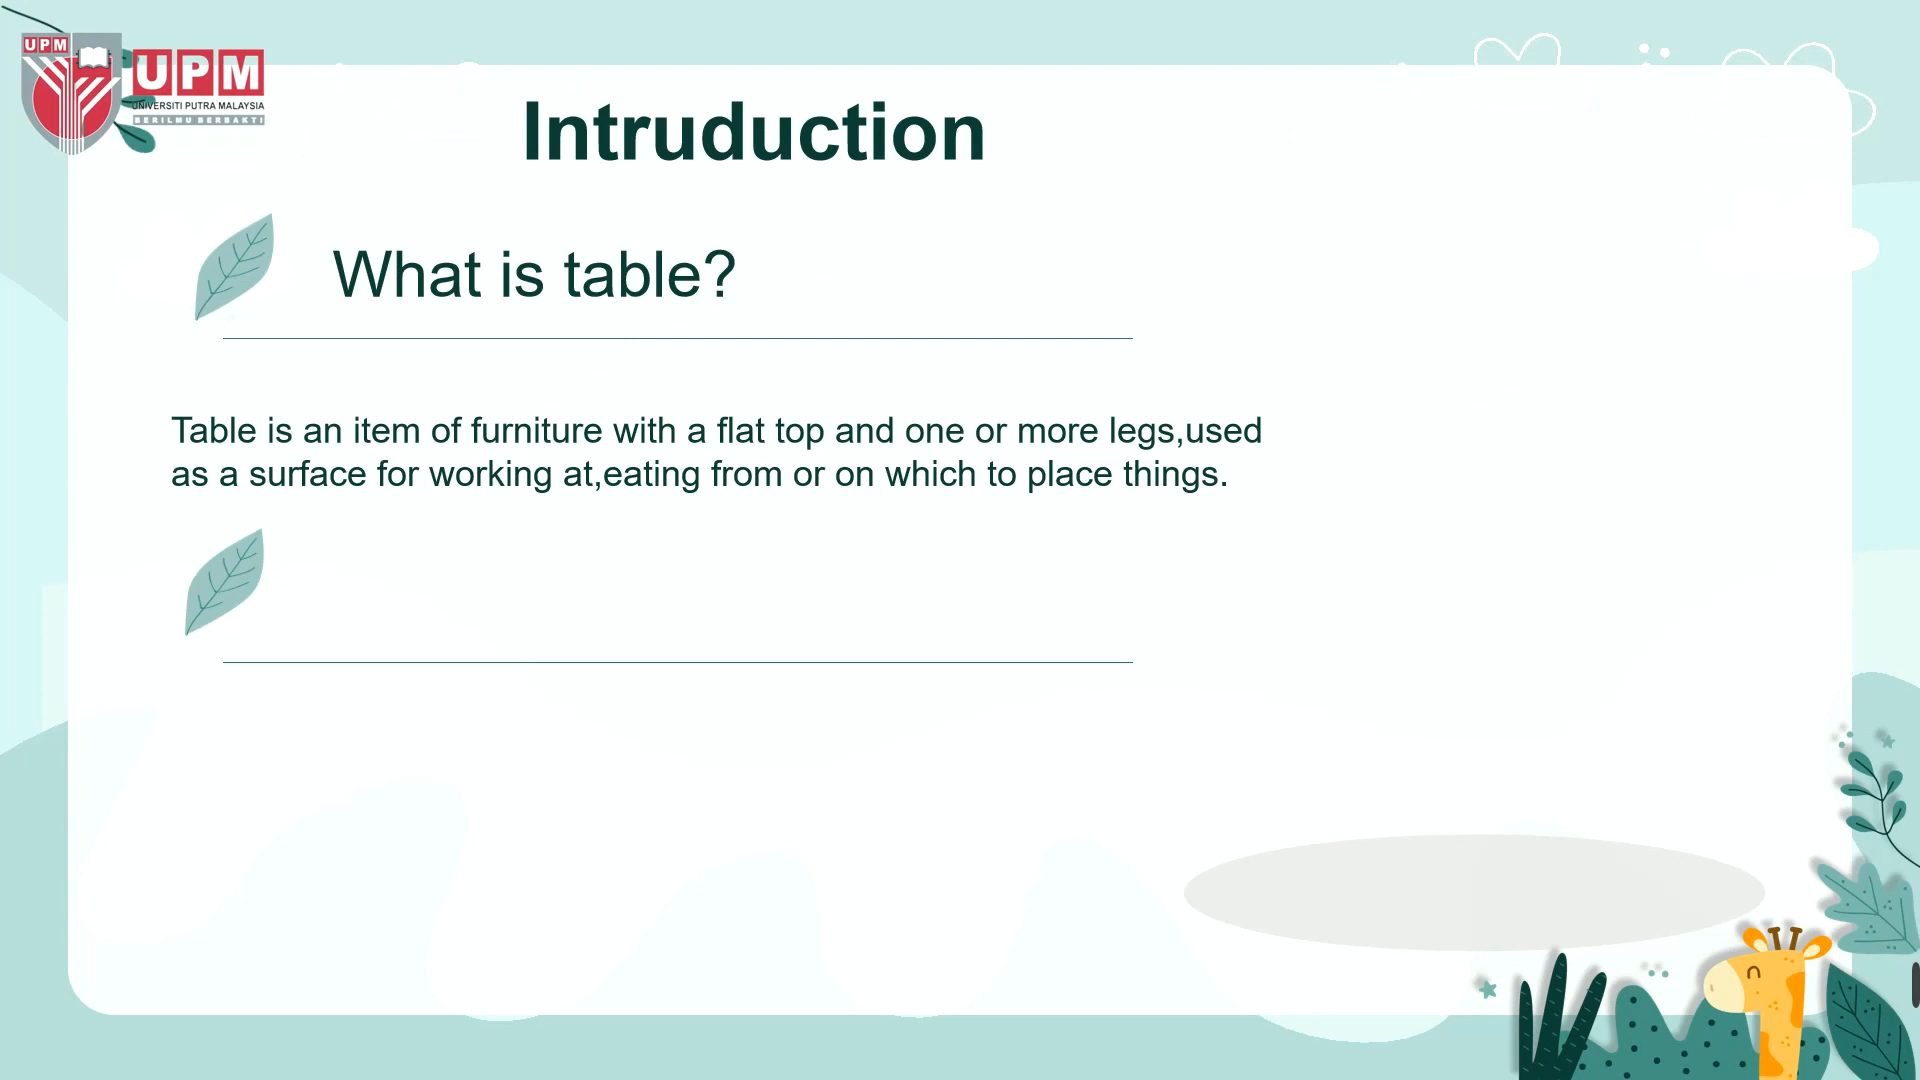 UPM
UPM
UNIVERSITI PUTRA MALAYSIA
BERILMU BERBAKTI
Intruduction
What is table?
Table is an item of furniture with a flat top and one or more legs,used
as a surface for working at,eating from or on which to place things.